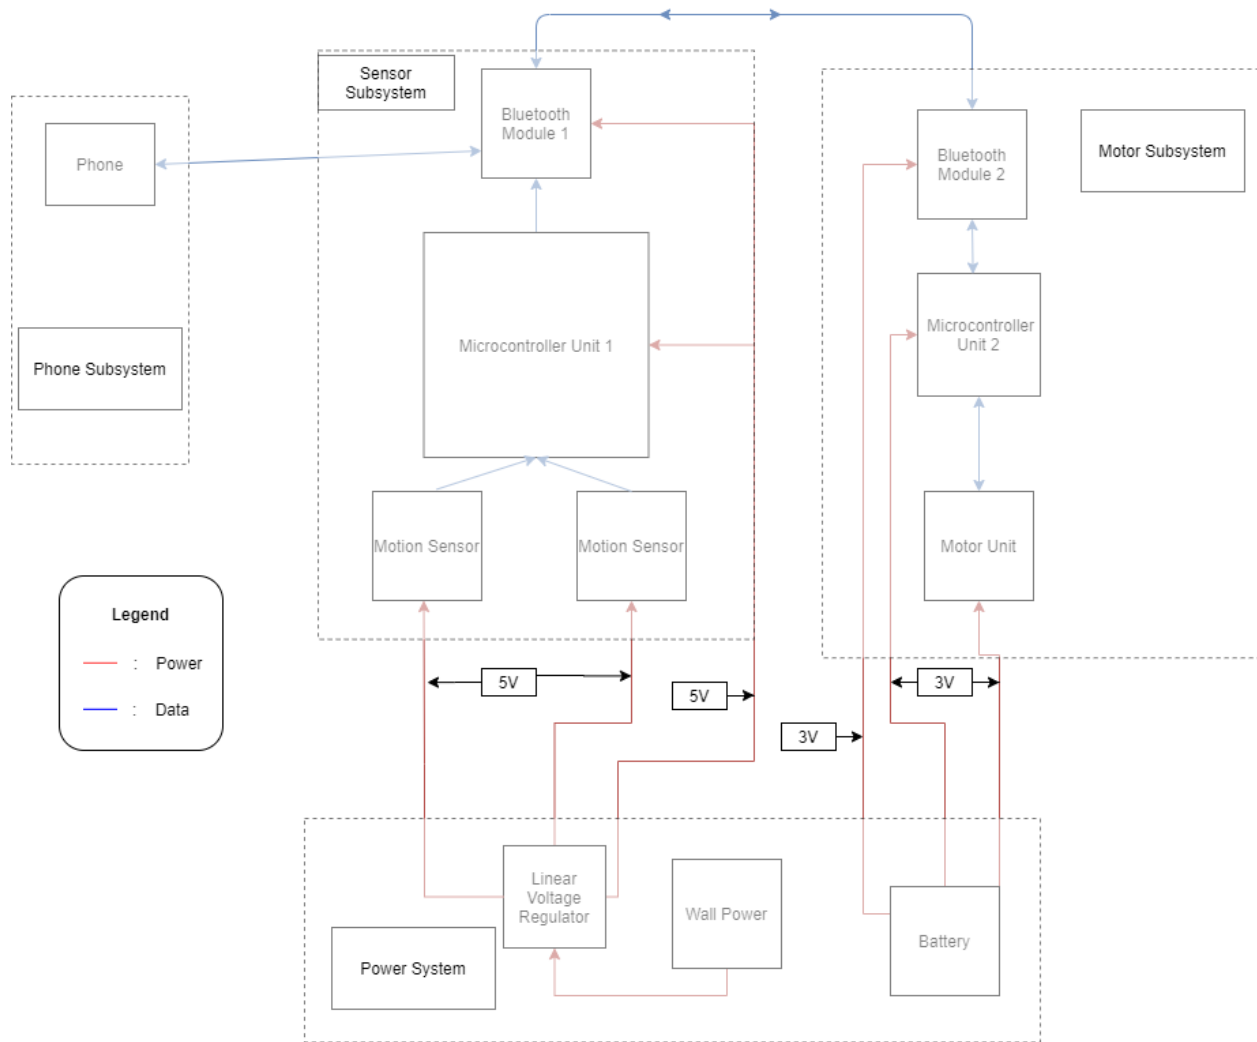 Sensor
Subsystem
Bluetooth
Module 1
Phone
Bluetooth
Module 2
Motor Subsystem
Microcontroller Unit 1
Microcontroller
Unit 2
Phone Subsystem
Motion Sensor
Motion Sensor
Motor Unit
Legend
: Power
: Data
5V
5V
3V
3V
Linear
Voltage
Regulator
Wall Power
Battery
Power System